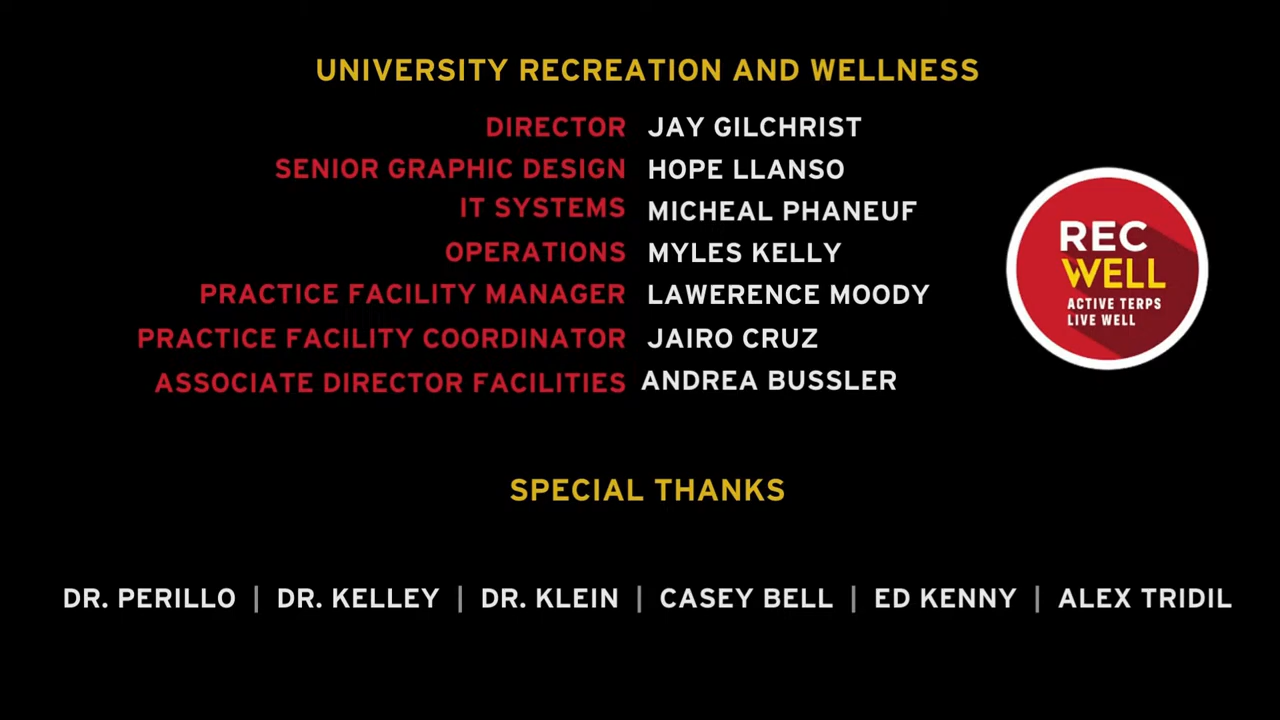 UNIVERSITY RECREATION AND WELLNESS
DIRECTOR JAY GILCHRIST
SENIOR GRAPHIC DESIGN HOPE LLANSO
IT SYSTEMS MICHEAL PHANEUF
OPERATIONS MYLES KELLY
PRACTICE FACILITY MANAGER LAWERENCE MOODY
PRACTICE FACILITY COORDINATOR JAIRO CRUZ
ASSOCIATE DIRECTOR FACILITIES ANDREA BUSSLER
REC
WELL
ACTIVE TERPS
LIVE WELL
SPECIAL THANKS
DR. PERILLO | DR. KELLEY | DR. KLEIN | CASEY BELL | ED KENNY | ALEX TRIDIL